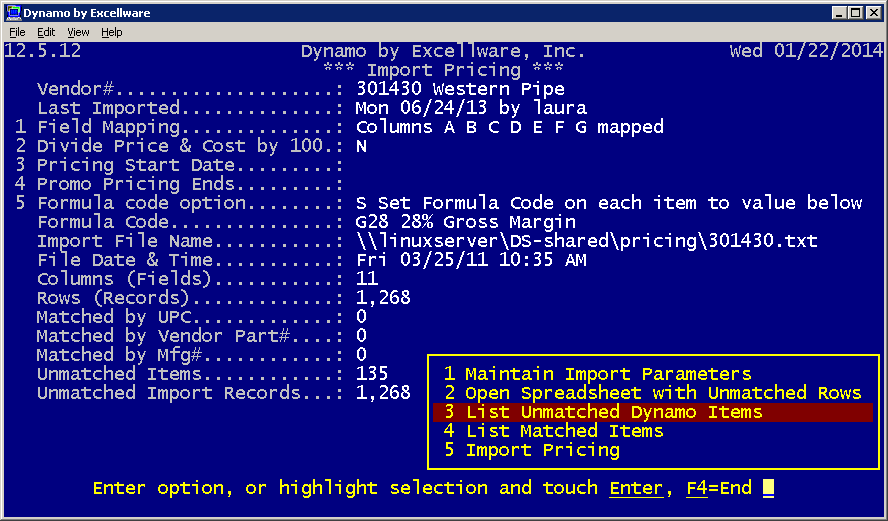 Dynamo by Excellware
File Edit View Help
12.5.12 Dynamo by Excellware, Inc. Wed 01/22/2014
*** Import Pricing ***
Vendor#.....................: 301430 Western Pipe
Last Imported...............: Mon 06/24/13 by laura
1 Field Mapping...............: Columns A B C D E F G mapped
2 Divide Price & Cost by 100.: N
3 Pricing Start Date..........:
4 Promo Pricing Ends..........:
5 Formula code option.........: S Set Formula Code on each item to value below
Formula Code................: G28 28% Gross Margin
Import File Name............: \\linuxserver\DS-shared\pricing\301430.txt
File Date & Time............: Fri 03/25/11 10:35 AM
Columns (Fields)............: 11
Rows (Records)..............: 1,268
Matched by UPC..............: 0
Matched by Vendor Part#.....: 0
Matched by Mfg#.............: 0
Unmatched Items.............: 135
Unmatched Import Records...: 1,268
1 Maintain Import Parameters
2 Open Spreadsheet with Unmatched Rows
3 List Unmatched Dynamo Items
4 List Matched Items
5 Import Pricing
Enter option, or highlight selection and touch Enter, F4=End